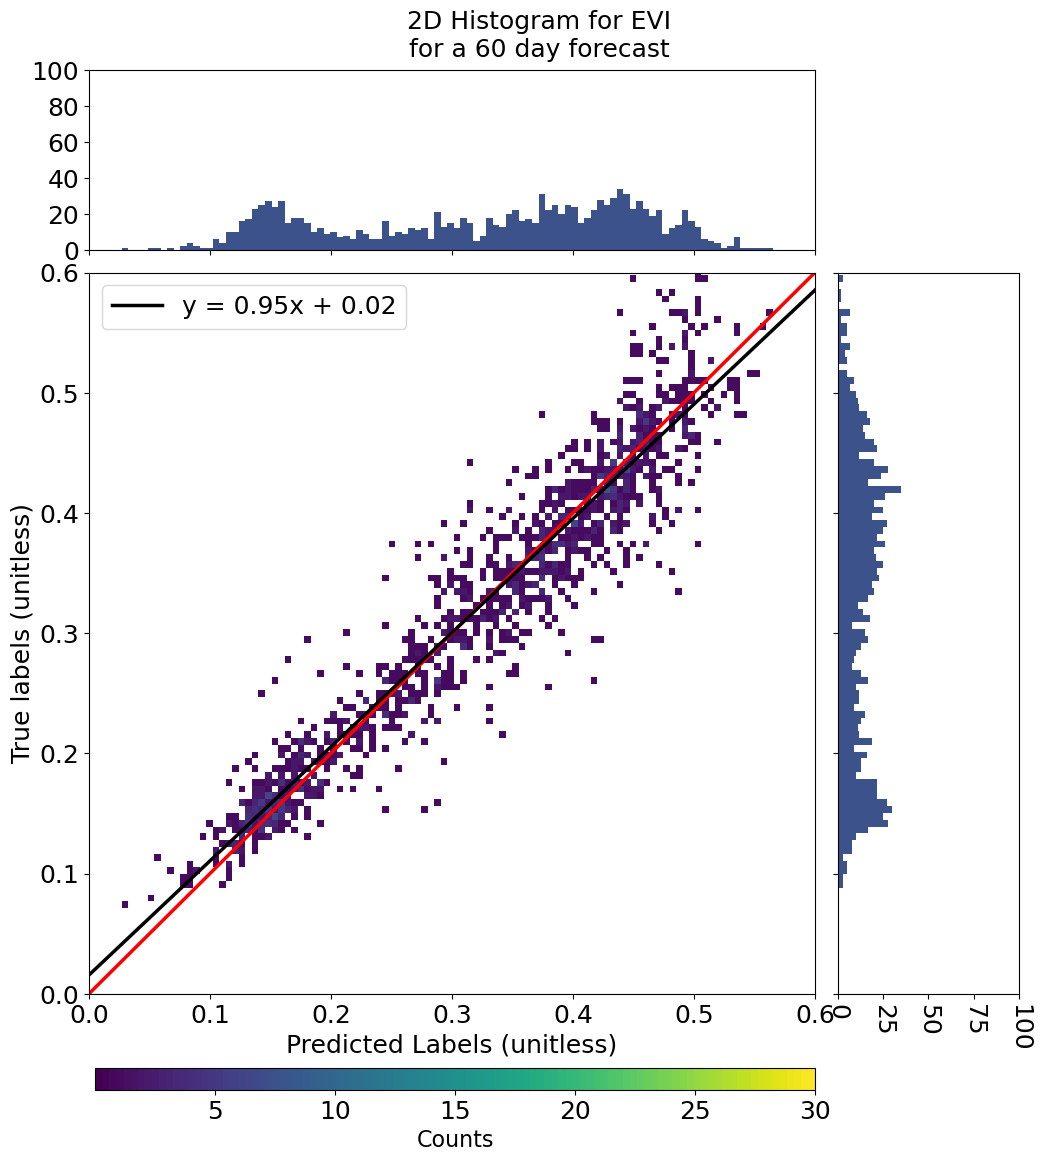 2D Histogram for EVI
for a 60 day forecast
100
80
60
40
20
0
0.6
0.5
0.4
0.3
0.2
0.1
0.0
True labels (unitless)
y = 0.95x + 0.02
0.0 0.1 0.2 0.3 0.4 0.5 0.6
Predicted Labels (unitless)
0 25 50 75 100
5 10 15 20 25 30
Counts